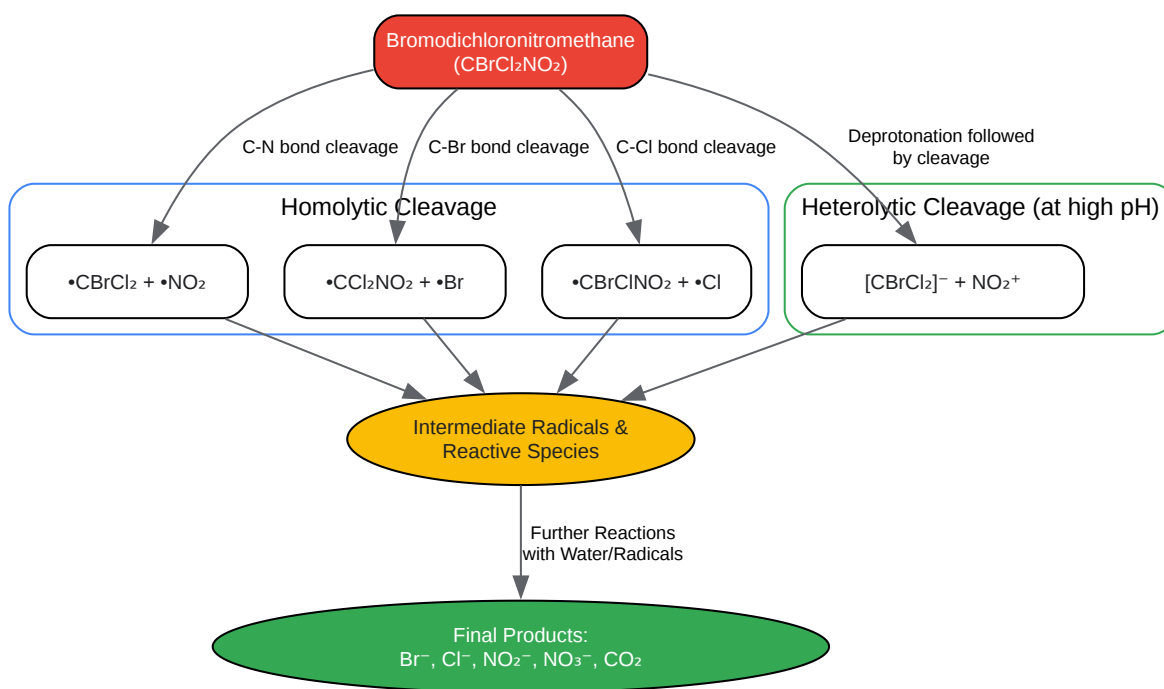 Bromodichloronitromethane
(CBrCl₂NO₂)
C-N bond cleavage
C-Br bond cleavage
C-Cl bond cleavage
Deprotonation followed
by cleavage
Homolytic Cleavage
Heterolytic Cleavage (at high pH)
•CBrCl₂ + •NO₂
•CCl₂NO₂ + •Br
•CBrClNO₂ + •Cl
[CBrCl₂]⁻ + NO₂⁺
Intermediate Radicals &
Reactive Species
Further Reactions
with Water/Radicals
Final Products:
Br⁻, Cl⁻, NO₂⁻, NO₃⁻, CO₂